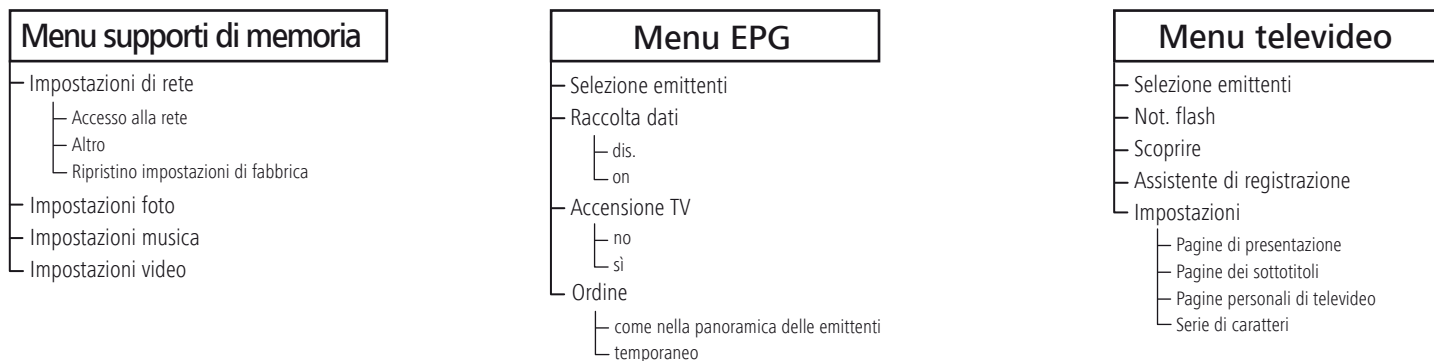 Menu supporti di memoria
Impostazioni di rete
Accesso alla rete
Altro
Ripristino impostazioni di fabbrica
Impostazioni foto
Impostazioni musica
Impostazioni video
Menu EPG
Selezione emittenti
Raccolta dati
dis.
on
Accensione TV
no
sì
Ordine
come nella panoramica delle emittenti
temporaneo
Menu televideo
Selezione emittenti
Not. flash
Scoprire
Assistente di registrazione
Impostazioni
Pagine di presentazione
Pagine dei sottotitoli
Pagine personali di televideo
Serie di caratteri